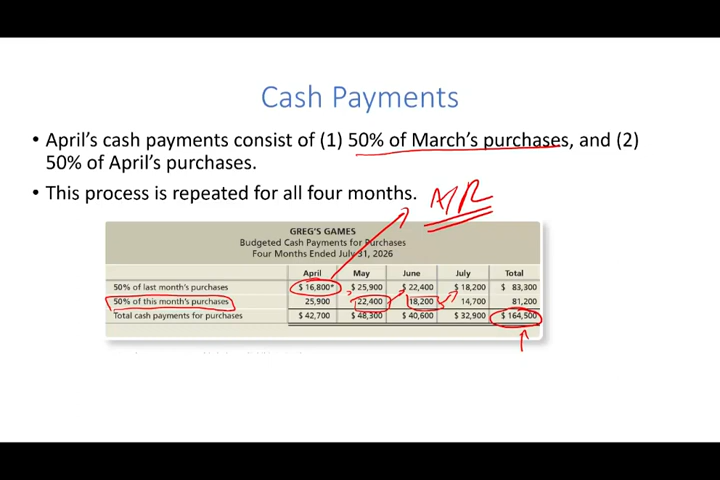 Cash Payments
• April's cash payments consist of (1) 50% of March's purchases, and (2)
50% of April's purchases.
• This process is repeated for all four months.
A/R
GREG'S GAMES
Budgeted Cash Payments for Purchases
Four Months Ended July 31, 2026
April May June July Total
50% of last month's purchases $ 16,800* $ 25,900 $ 22,400 $ 18,200 $ 83,300
50% of this month's purchases 25,900 22,400 18,200 14,700 81,200
Total cash payments for purchases $ 42,700 $ 48,300 $ 40,600 $ 32,900 $ 164,500